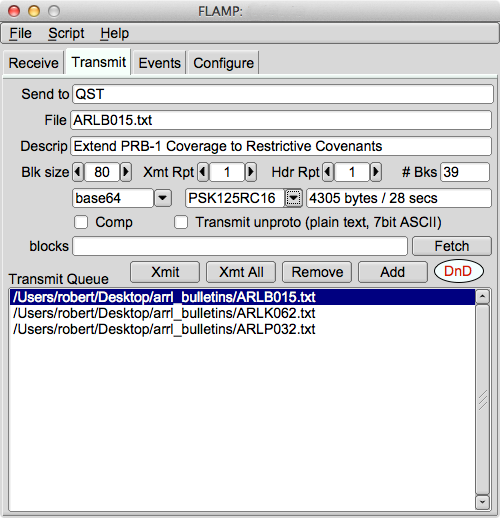 FLAMP:
File Script Help
Receive Transmit Events Configure
Send to QST
File ARLB015.txt
Descrip Extend PRB-1 Coverage to Restrictive Covenants
Blk size 80 Xmt Rpt 1 Hdr Rpt 1 # Bks 39
base64 PSK125RC16 4305 bytes / 28 secs
Comp Transmit unproto (plain text, 7bit ASCII)
blocks Fetch
Transmit Queue Xmit Xmt All Remove Add DnD
/Users/robert/Desktop/arrl_bulletins/ARLB015.txt
/Users/robert/Desktop/arrl_bulletins/ARLK062.txt
/Users/robert/Desktop/arrl_bulletins/ARLP032.txt